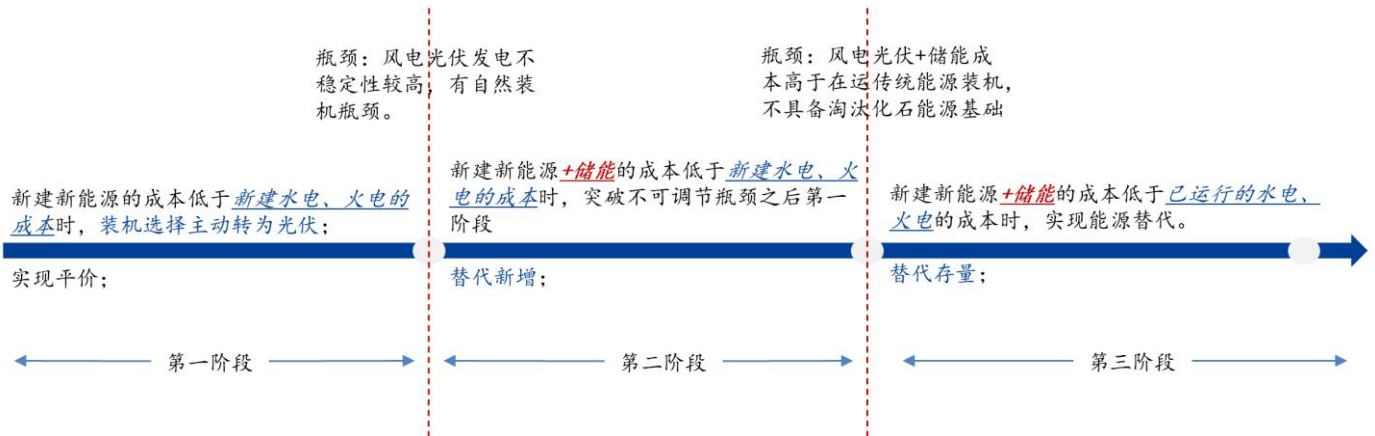 瓶颈：风电光伏发电不
稳定性较高，有自然装
机瓶颈。
瓶颈：风电光伏+储能成
本高于在运传统能源装机，
不具备淘汰化石能源基础
新建新能源的成本低于新建水电、火电的
成本时，装机选择主动转为光伏；
新建新能源+储能的成本低于新建水电、火
电的成本时，突破不可调节瓶颈之后第一
阶段
新建新能源+储能的成本低于已运行的水电、
火电的成本时，实现能源替代。
实现平价；
替代新增；
替代存量；
第一阶段
第二阶段
第三阶段